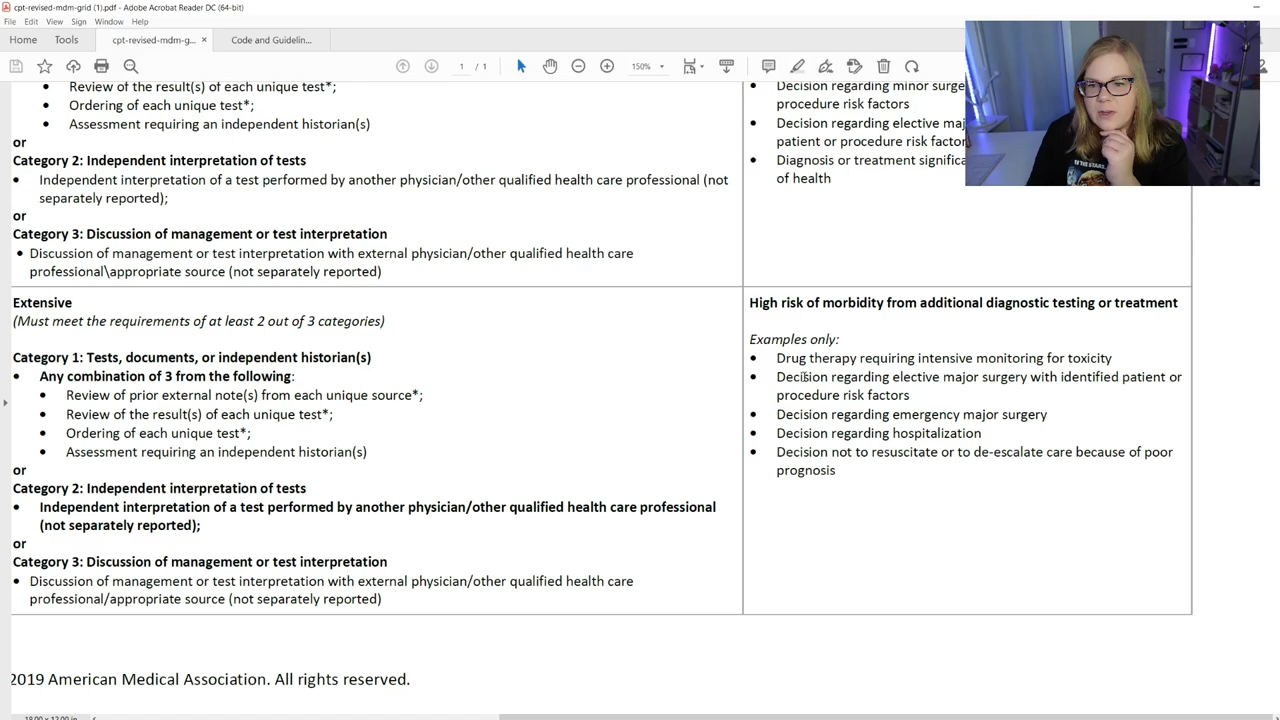 cpt-revised-mdm-grid (1).pdf - Adobe Acrobat Reader DC (64-bit)
File Edit View Sign Window Help
Home Tools cpt-revised-mdm-g... × Code and Guidelin...
1 / 1 150%
• Review of the result(s) of each unique test*;
• Ordering of each unique test*;
• Assessment requiring an independent historian(s)
or
Category 2: Independent interpretation of tests
• Independent interpretation of a test performed by another physician/other qualified health care professional (not
separately reported);
or
Category 3: Discussion of management or test interpretation
• Discussion of management or test interpretation with external physician/other qualified health care
professional\appropriate source (not separately reported)
• Decision regarding minor surge
procedure risk factors
• Decision regarding elective maj
patient or procedure risk factor
• Diagnosis or treatment significa
of health
IN THE STARS
Extensive
(Must meet the requirements of at least 2 out of 3 categories)
Category 1: Tests, documents, or independent historian(s)
• Any combination of 3 from the following:
• Review of prior external note(s) from each unique source*;
• Review of the result(s) of each unique test*;
• Ordering of each unique test*;
• Assessment requiring an independent historian(s)
or
Category 2: Independent interpretation of tests
• Independent interpretation of a test performed by another physician/other qualified health care professional
(not separately reported);
or
Category 3: Discussion of management or test interpretation
• Discussion of management or test interpretation with external physician/other qualified health care
professional/appropriate source (not separately reported)
High risk of morbidity from additional diagnostic testing or treatment
Examples only:
• Drug therapy requiring intensive monitoring for toxicity
• Decision regarding elective major surgery with identified patient or
procedure risk factors
• Decision regarding emergency major surgery
• Decision regarding hospitalization
• Decision not to resuscitate or to de-escalate care because of poor
prognosis
2019 American Medical Association. All rights reserved.
18.00 x 12.00 in